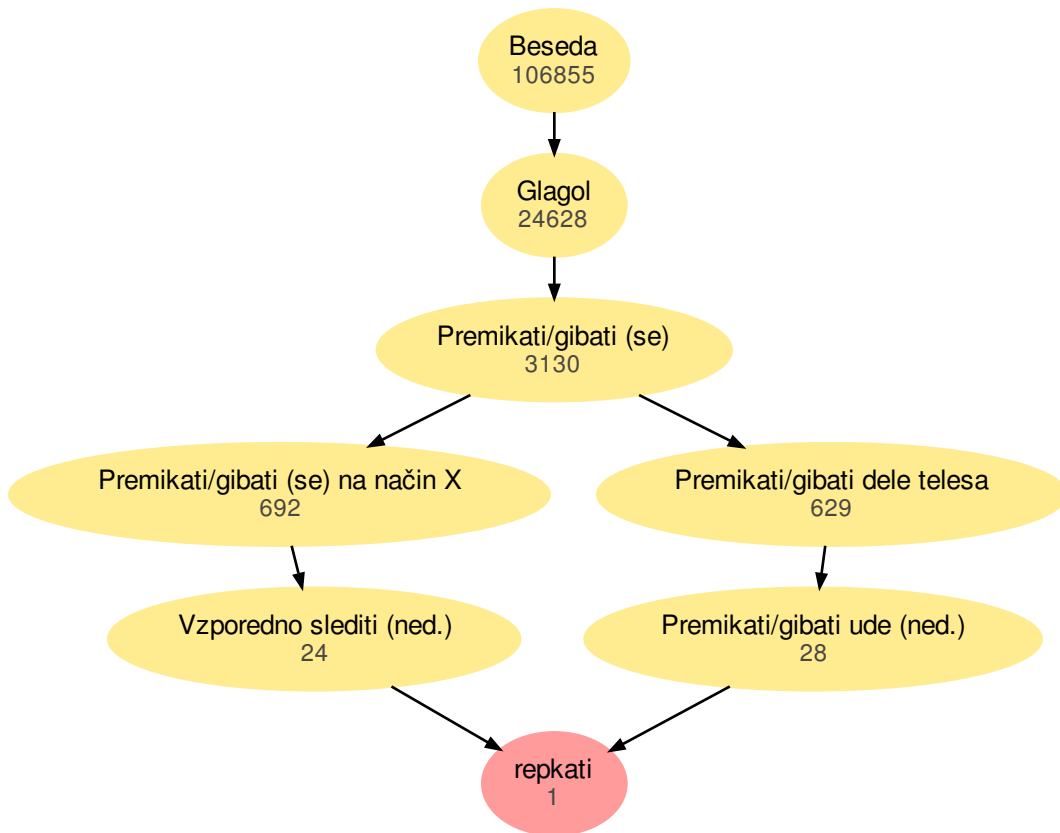 Beseda
106855
Glagol
24628
Premikati/gibati (se)
3130
Premikati/gibati (se) na način X
692
Premikati/gibati dele telesa
629
Vzporedno slediti (ned.)
24
Premikati/gibati ude (ned.)
28
repkati
1